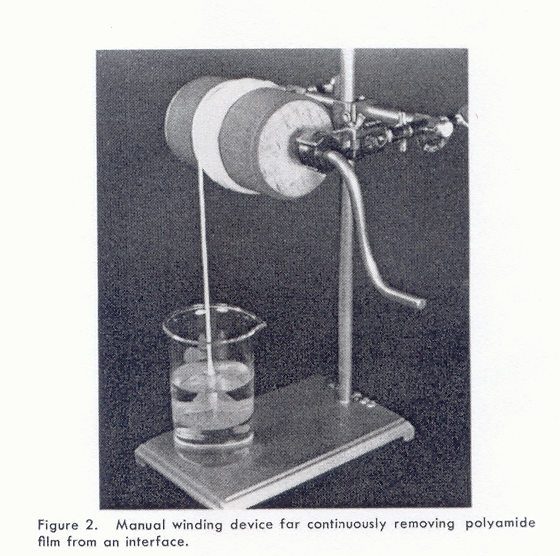 Figure 2. Manual winding device far continuously removing polyamide
film from an interface.